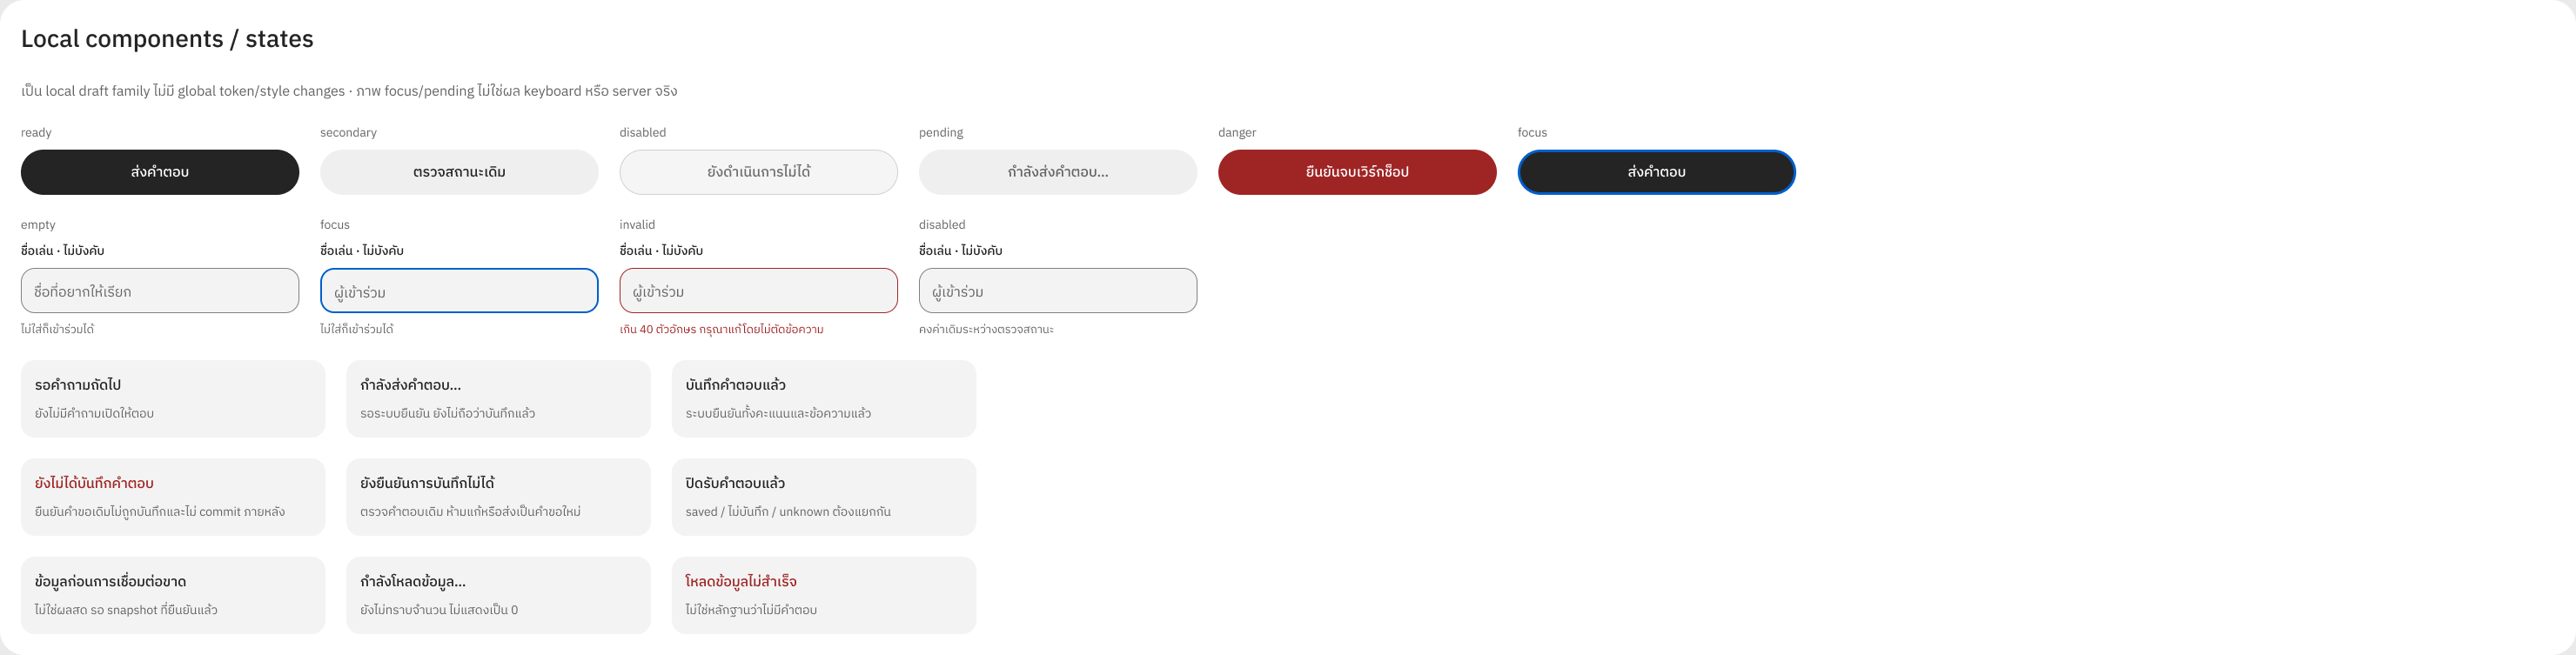 Local components / states
เป็น local draft family ไม่มี global token/style changes · ภาพ focus/pending ไม่ใช่ผล keyboard หรือ server จริง
ready
secondary
disabled
pending
danger
focus
ส่งคำตอบ
ตรวจสถานะเดิม
ยังดำเนินการไม่ได้
กำลังส่งคำตอบ...
ยืนยันจบเวิร์กช็อป
ส่งคำตอบ
empty
focus
invalid
disabled
ชื่อเล่น · ไม่บังคับ
ชื่อเล่น · ไม่บังคับ
ชื่อเล่น · ไม่บังคับ
ชื่อเล่น · ไม่บังคับ
ชื่อที่อยากให้เรียก
ผู้เข้าร่วม
ผู้เข้าร่วม
ผู้เข้าร่วม
ไม่ใส่ก็เข้าร่วมได้
ไม่ใส่ก็เข้าร่วมได้
เกิน 40 ตัวอักษร กรุณาแก้โดยไม่ตัดข้อความ
คงค่าเดิมระหว่างตรวจสถานะ
รอคำถามถัดไป
ยังไม่มีคำถามเปิดให้ตอบ
กำลังส่งคำตอบ...
รอระบบยืนยัน ยังไม่ถือว่าบันทึกแล้ว
บันทึกคำตอบแล้ว
ระบบยืนยันทั้งคะแนนและข้อความแล้ว
ยังไม่ได้บันทึกคำตอบ
ยืนยันคำขอเดิมไม่ถูกบันทึกและไม่ commit ภายหลัง
ยังยืนยันการบันทึกไม่ได้
ตรวจคำตอบเดิม ห้ามแก้หรือส่งเป็นคำขอใหม่
ปิดรับคำตอบแล้ว
saved / ไม่บันทึก / unknown ต้องแยกกัน
ข้อมูลก่อนการเชื่อมต่อขาด
ไม่ใช่ผลสด รอ snapshot ที่ยืนยันแล้ว
กำลังโหลดข้อมูล...
ยังไม่ทราบจำนวน ไม่แสดงเป็น 0
โหลดข้อมูลไม่สำเร็จ
ไม่ใช่หลักฐานว่าไม่มีคำตอบ